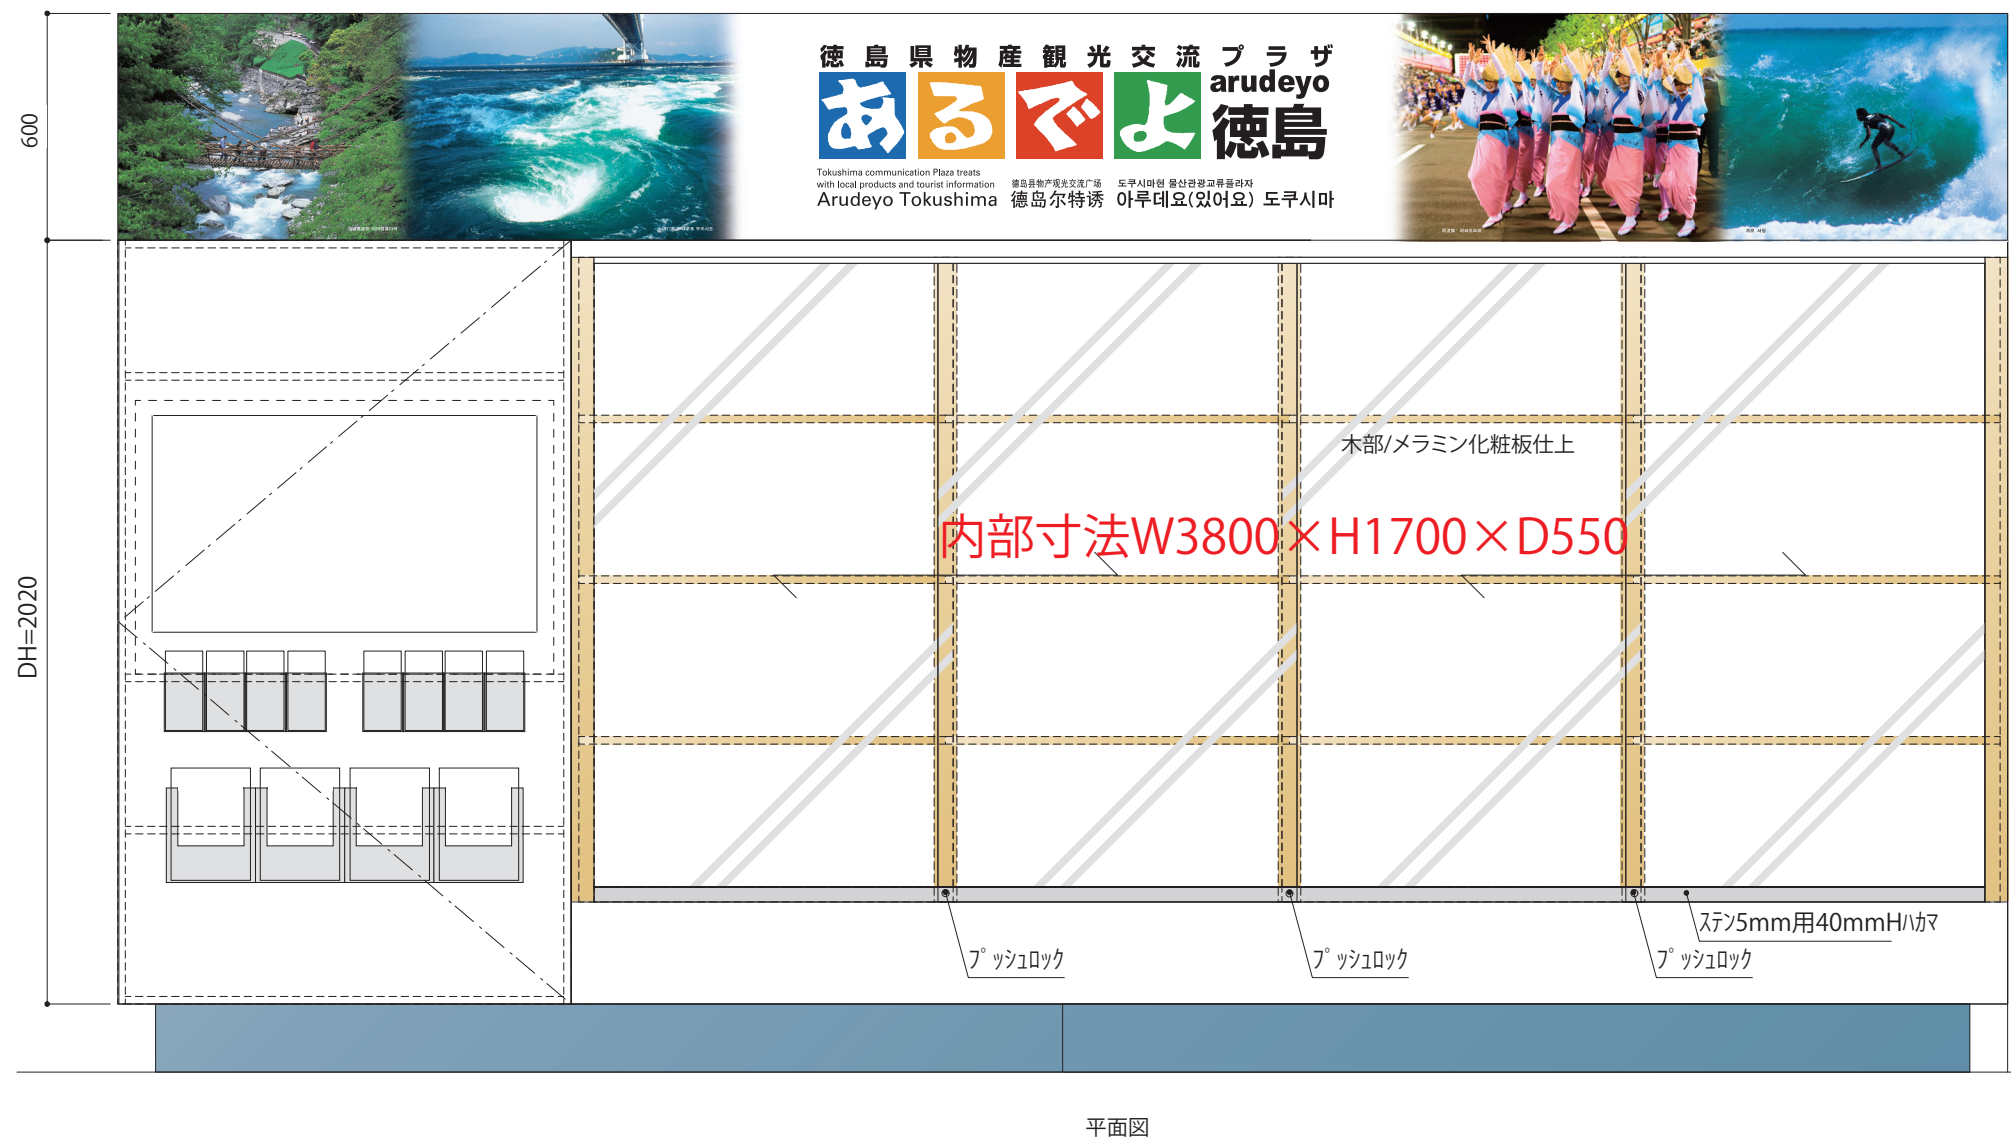 600
徳島県物産観光交流プラザ
あるでよ
arudeyo
徳島
Tokushima communication Plaza treats
with local products and tourist information
Arudeyo Tokushima
德岛县物产观光交流广场
德岛尔特诱
도쿠시마현 물산관광교류플라자
아루데요(있어요) 도쿠시마
DH=2020
木部/メラミン化粧板仕上
内部寸法W3800×H1700×D550
ｽﾃﾝ5mm用40mmHﾊｶﾏ
ﾌﾟｯｼｭﾛｯｸ
ﾌﾟｯｼｭﾛｯｸ
ﾌﾟｯｼｭﾛｯｸ
平面図